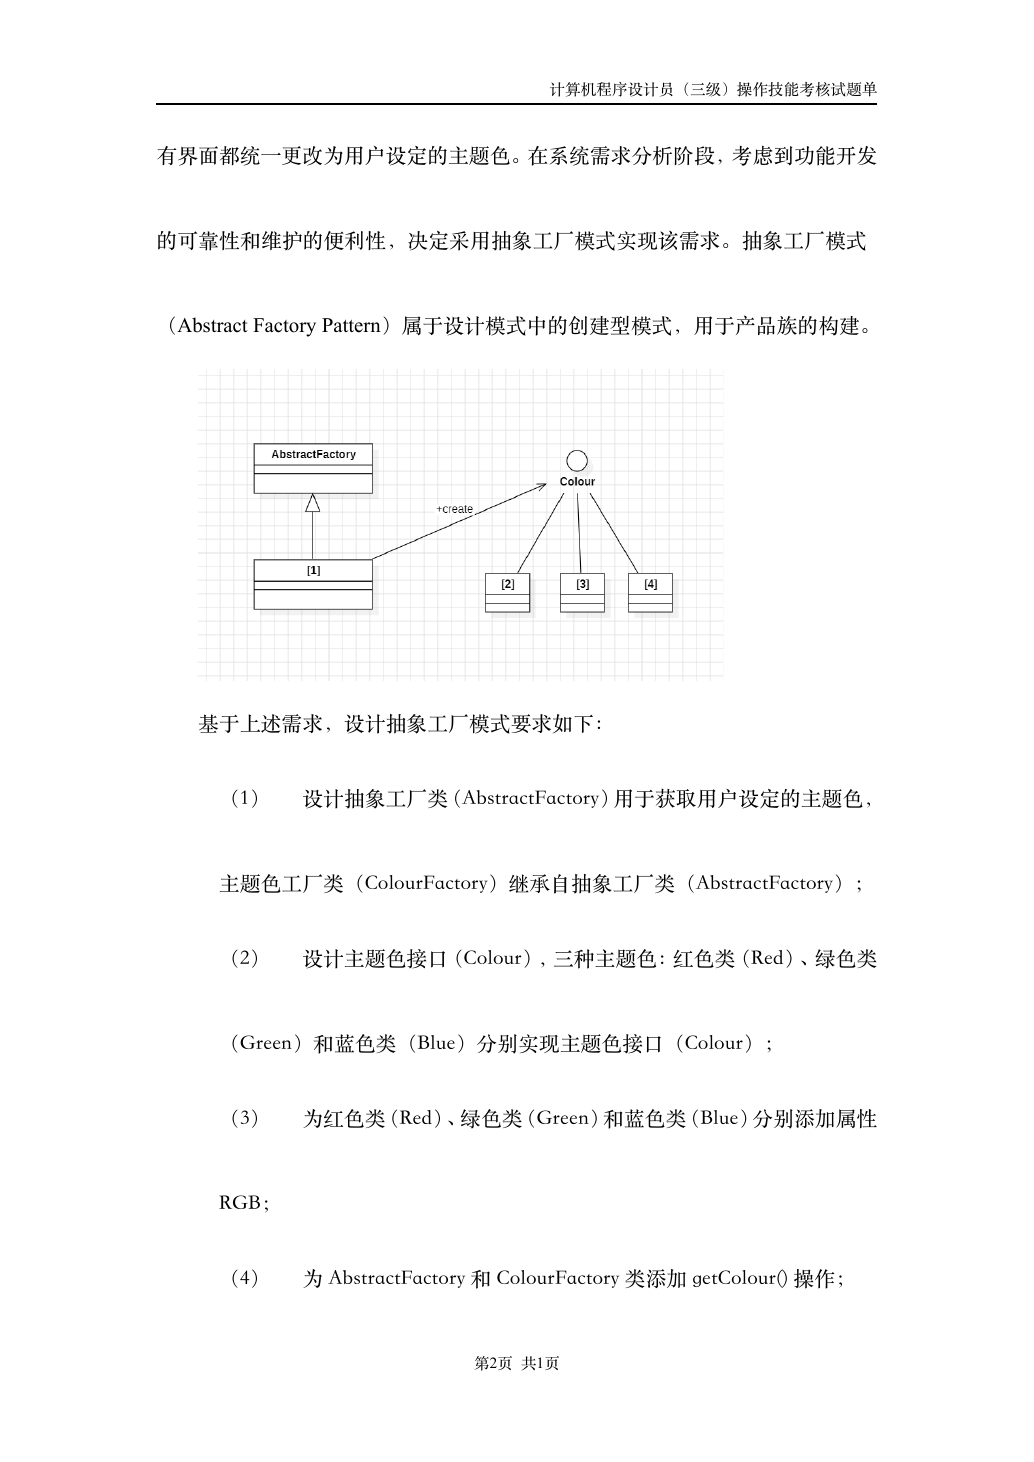 计算机程序设计员（三级）操作技能考核试题单
有界面都统一更改为用户设定的主题色。在系统需求分析阶段，考虑到功能开发
的可靠性和维护的便利性，决定采用抽象工厂模式实现该需求。抽象工厂模式
（Abstract Factory Pattern）属于设计模式中的创建型模式，用于产品族的构建。
AbstractFactory
Colour
+create
[1]
[2] [3] [4]
基于上述需求，设计抽象工厂模式要求如下：
（1） 设计抽象工厂类（AbstractFactory）用于获取用户设定的主题色，
主题色工厂类（ColourFactory）继承自抽象工厂类（AbstractFactory）；
（2） 设计主题色接口（Colour），三种主题色：红色类（Red）、绿色类
（Green）和蓝色类（Blue）分别实现主题色接口（Colour）；
（3） 为红色类（Red）、绿色类（Green）和蓝色类（Blue）分别添加属性
RGB；
（4） 为 AbstractFactory 和 ColourFactory 类添加 getColour() 操作；
第2页 共1页